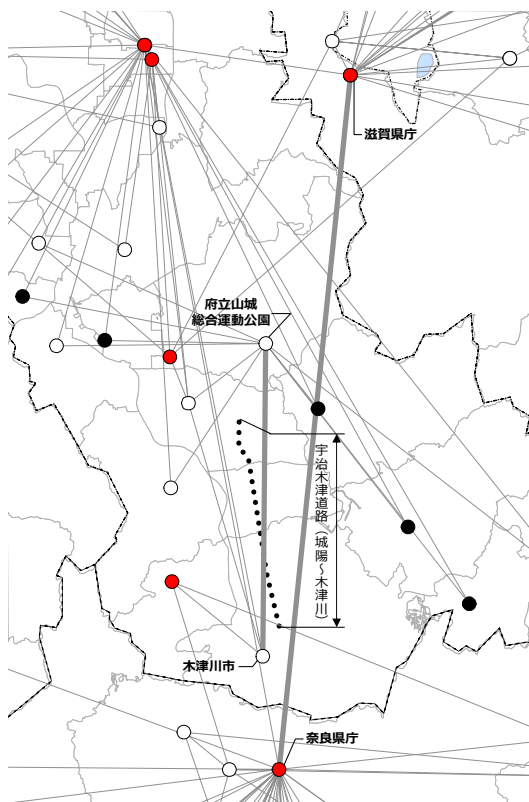 滋賀県庁
府立山城
総合運動公園
宇治木津道路（城陽～木津川）
木津川市
奈良県庁